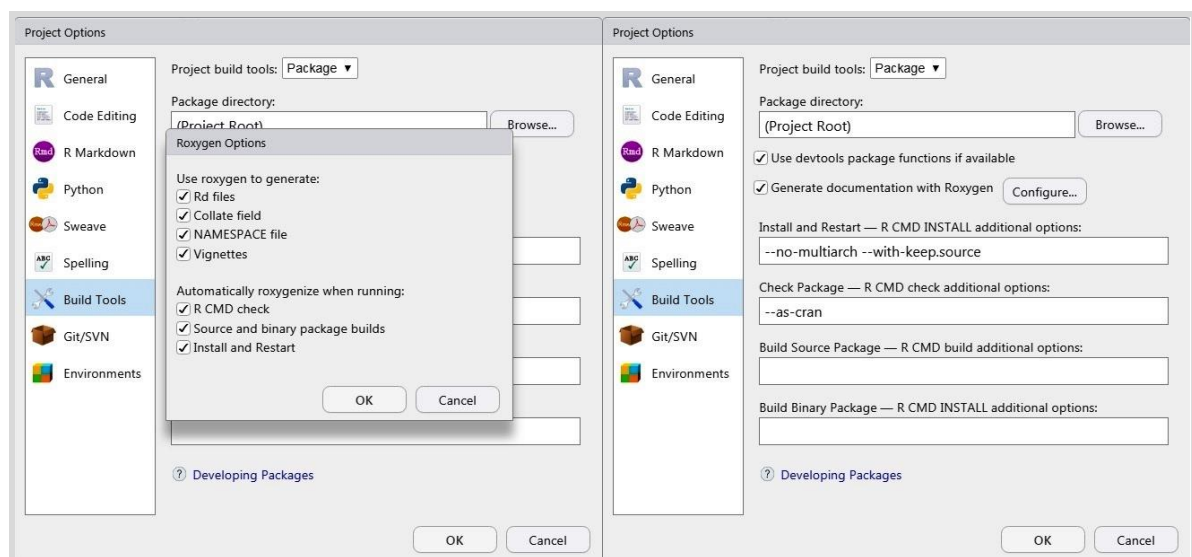 Project Options
General
Code Editing
Rmd
R Markdown
Python
Sweave
ABC
Spelling
Build Tools
Git/SVN
Environments
Project build tools: Package ▼
Package directory:
(Project Root)
Browse...
Roxygen Options
Use roxygen to generate:
Rd files
Collate field
NAMESPACE file
Vignettes
Automatically roxygenize when running:
R CMD check
Source and binary package builds
Install and Restart
OK
Cancel
? Developing Packages
OK
Cancel
Project Options
R
General
Code Editing
Rmd
R Markdown
Python
Sweave
ABC
Spelling
Build Tools
Git/SVN
Environments
Project build tools: Package ▼
Package directory:
(Project Root)
Browse...
Use devtools package functions if available
Generate documentation with Roxygen
Configure...
Install and Restart — R CMD INSTALL additional options:
--no-multiarch --with-keep.source
Check Package — R CMD check additional options:
--as-cran
Build Source Package — R CMD build additional options:
Build Binary Package — R CMD INSTALL additional options:
? Developing Packages
OK
Cancel